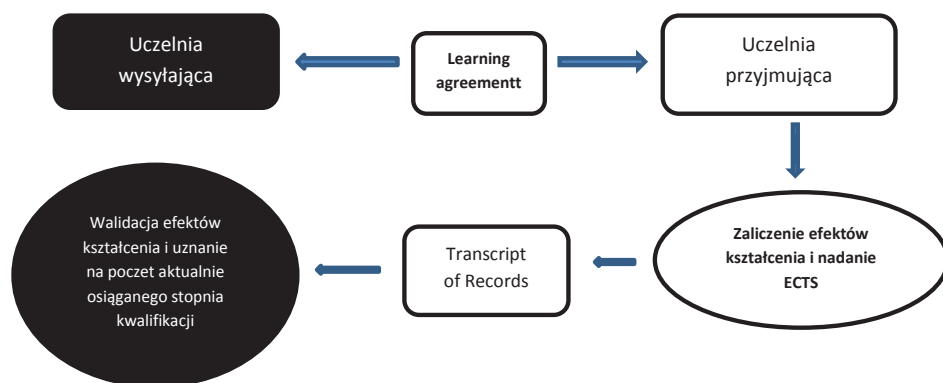 Uczelnia
wysyłająca
Learning
agreementt
Uczelnia
przyjmująca
Walidacja efektów
kształcenia i uznanie
na poczet aktualnie
osiąganego stopnia
kwalifikacji
Transcript
of Records
Zaliczenie efektów
kształcenia i nadanie
ECTS